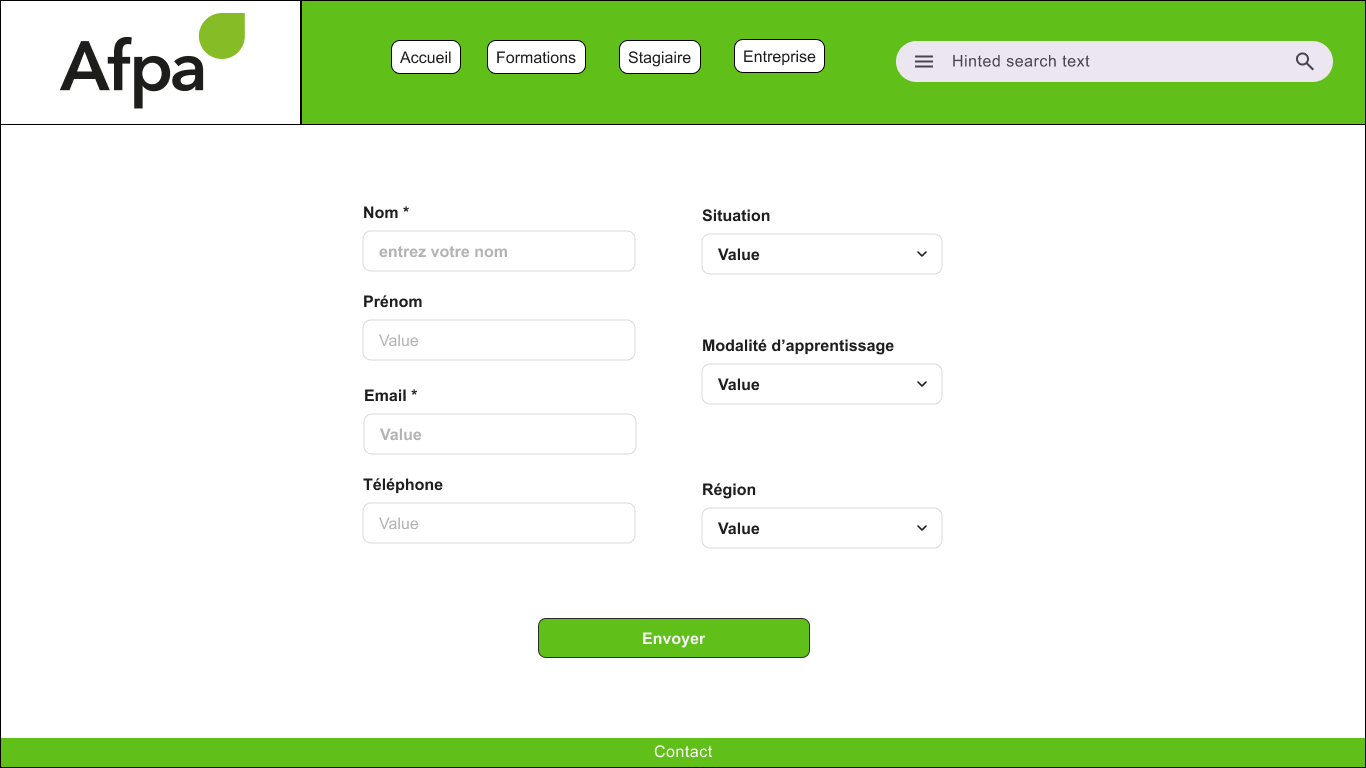 Afpa
Accueil
Formations
Stagiaire
Entreprise
Hinted search text
Nom *
entrez votre nom
Prénom
Value
Email *
Value
Téléphone
Value
Situation
Value
Modalité d’apprentissage
Value
Région
Value
Envoyer
Contact